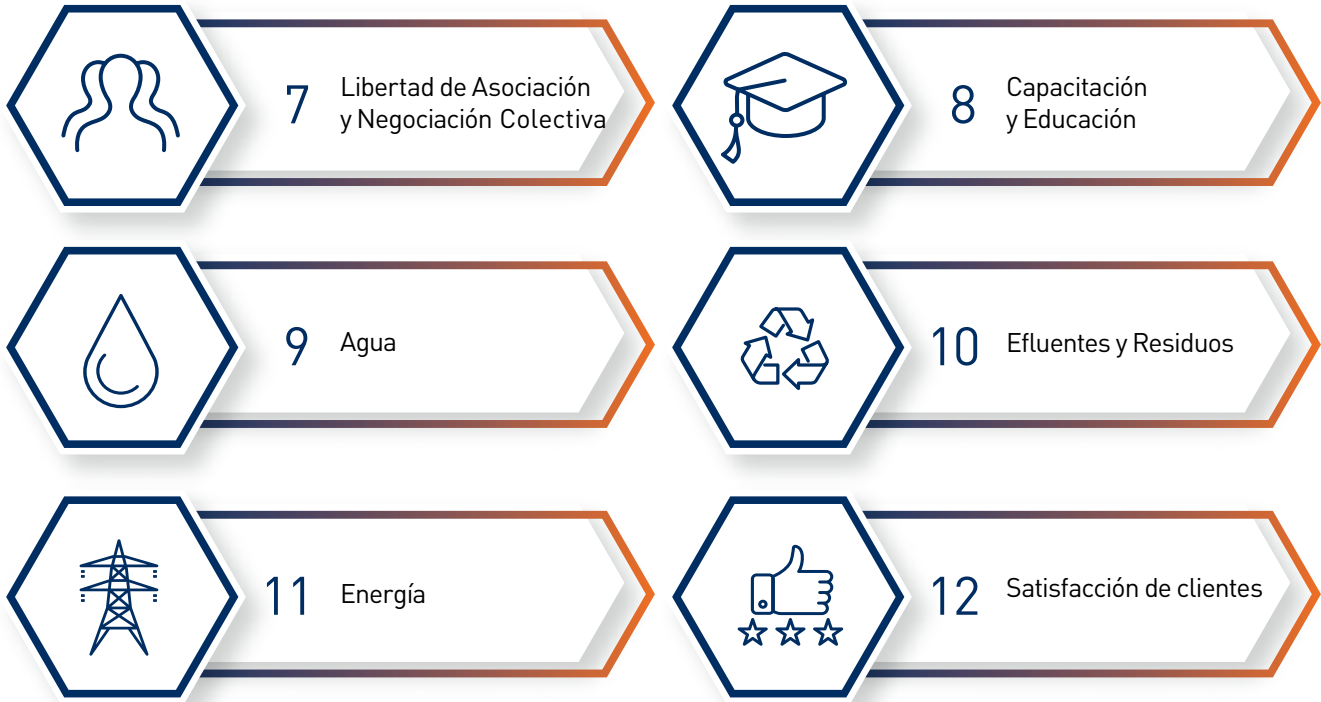 7
Libertad de Asociación
y Negociación Colectiva
8
Capacitación
y Educación
9
Agua
10
Efluentes y Residuos
11
Energía
12
Satisfacción de clientes